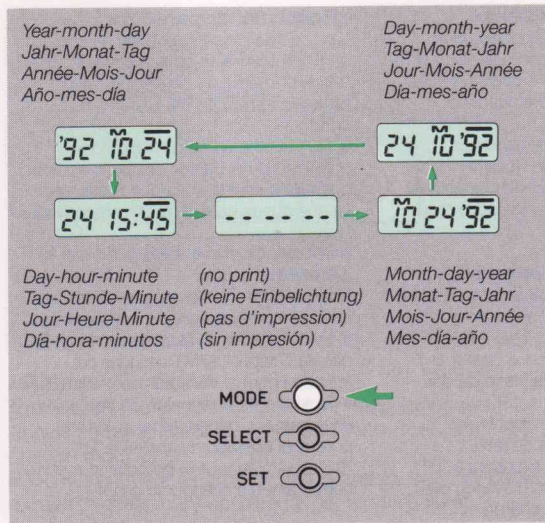 Year-month-day
Jahr-Monat-Tag
Année-Mois-Jour
Año-mes-día
Day-month-year
Tag-Monat-Jahr
Jour-Mois-Année
Día-mes-año
'92 M10 24
24 M10 '92
24 15:45
-- -- --
M10 24 '92
Day-hour-minute
Tag-Stunde-Minute
Jour-Heure-Minute
Día-hora-minutos
(no print)
(keine Einbelichtung)
(pas d'impression)
(sin impresión)
Month-day-year
Monat-Tag-Jahr
Mois-Jour-Année
Mes-día-año
MODE
SELECT
SET